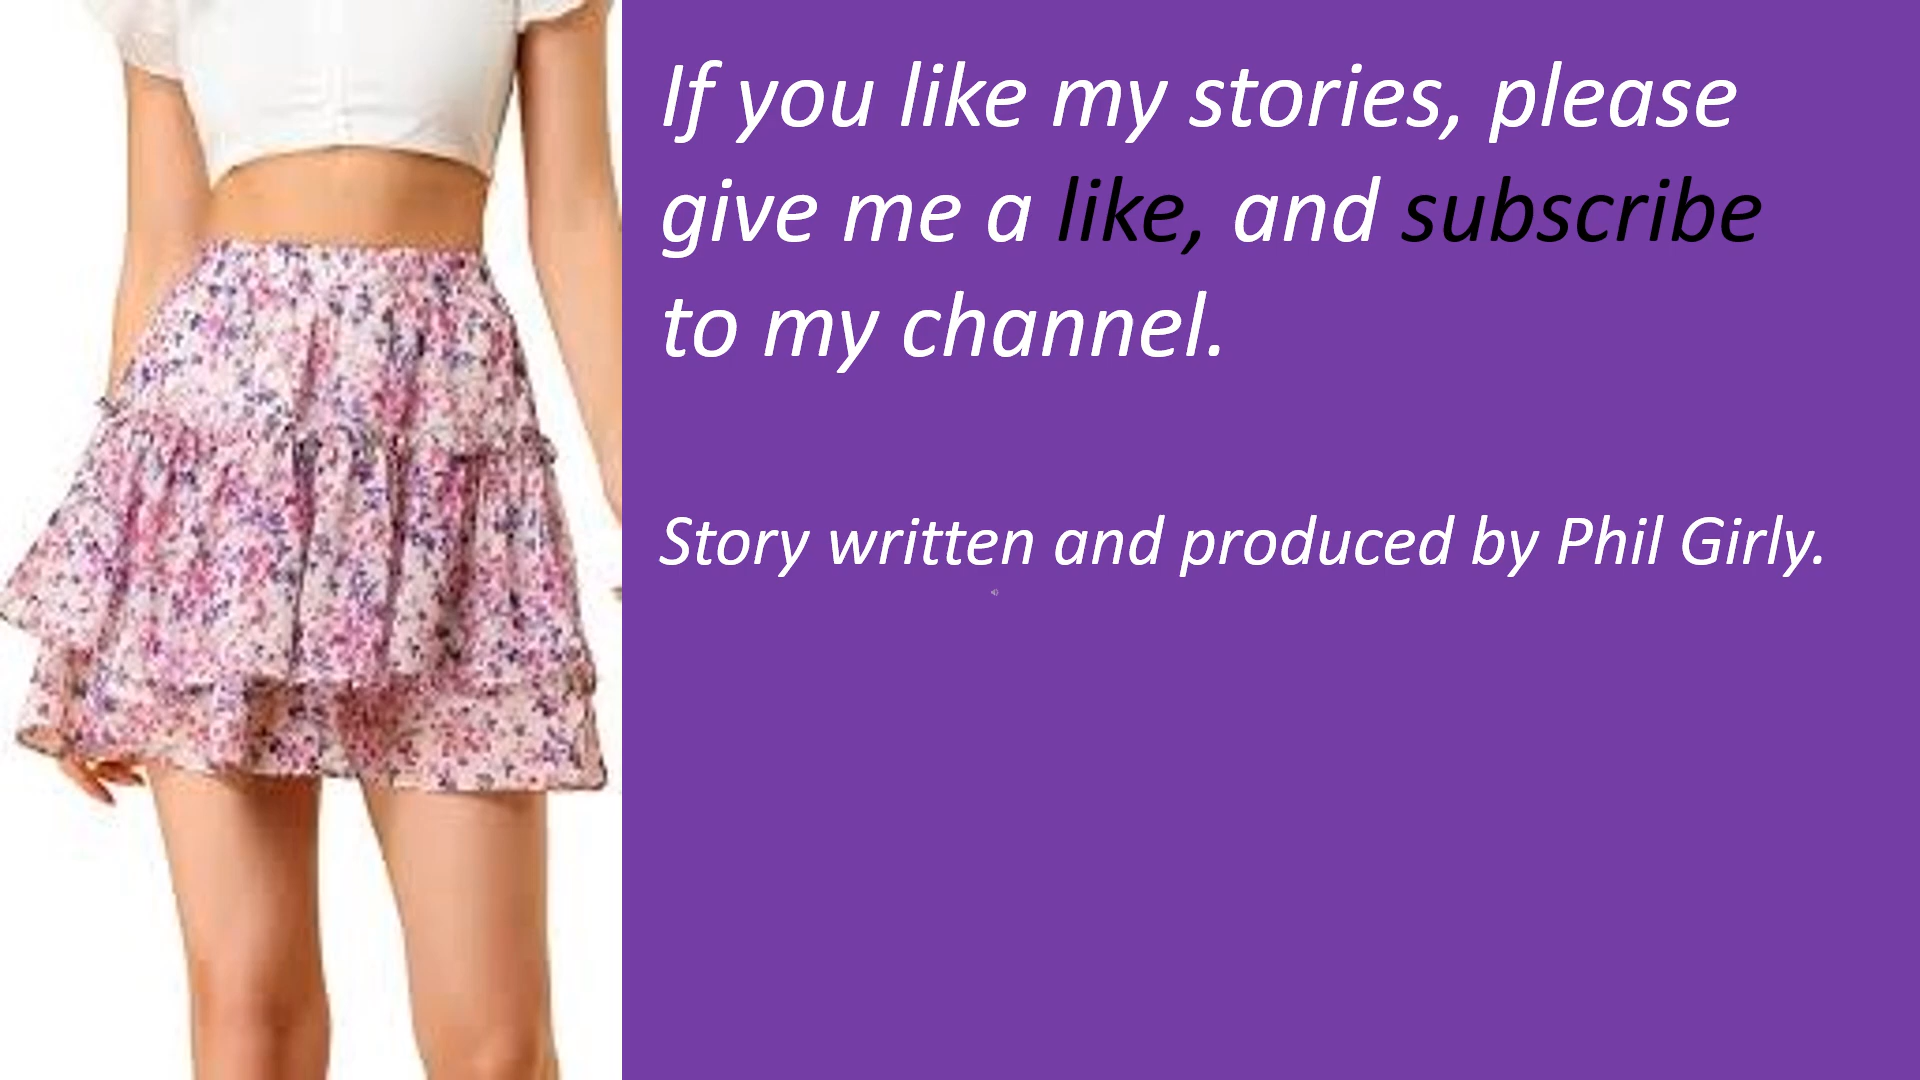 If you like my stories, please
give me a like, and subscribe
to my channel.
Story written and produced by Phil Girly.